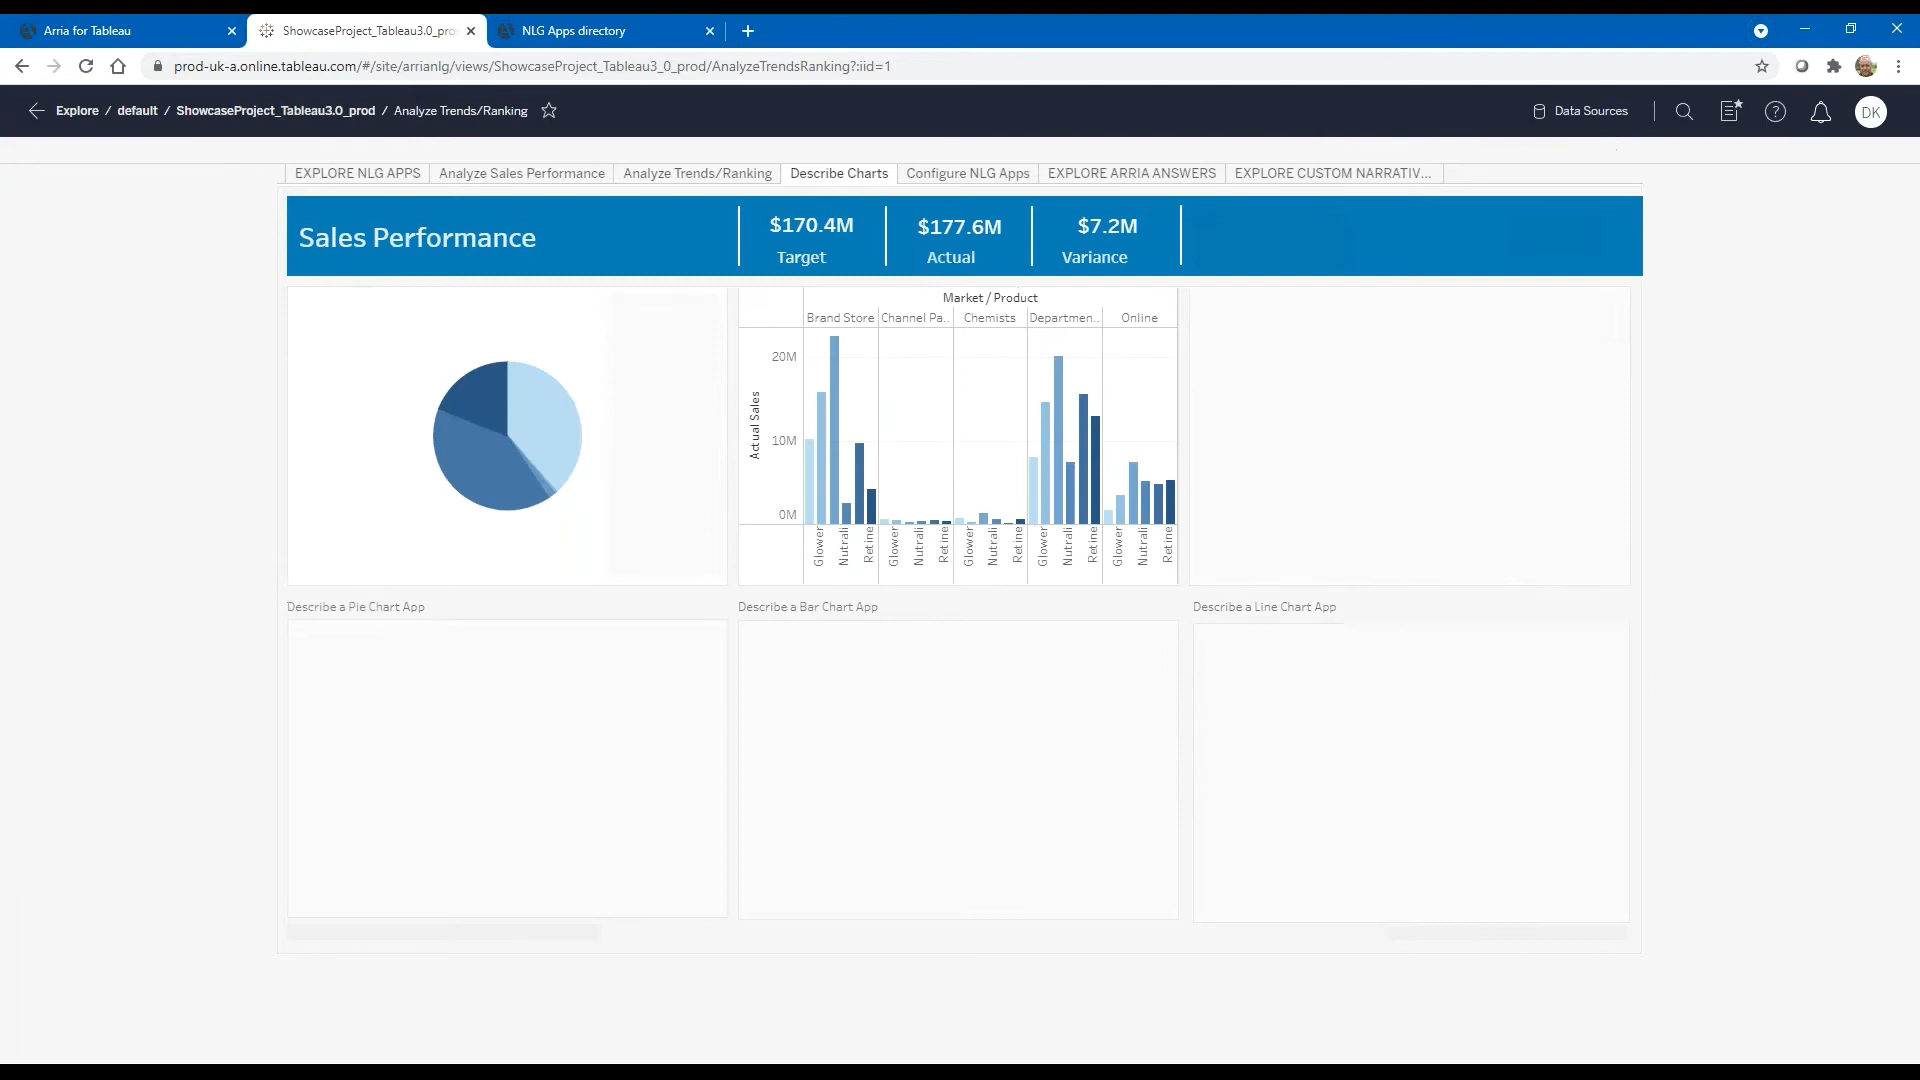 Arria for Tableau
ShowcaseProject_Tableau3.0_pro
NLG Apps directory
prod-uk-a.online.tableau.com/#/site/arrianlg/views/ShowcaseProject_Tableau3_0_prod/AnalyzeTrendsRanking?:iid=1
Explore / default / ShowcaseProject_Tableau3.0_prod / Analyze Trends/Ranking
Data Sources
DK
EXPLORE NLG APPS
Analyze Sales Performance
Analyze Trends/Ranking
Describe Charts
Configure NLG Apps
EXPLORE ARRIA ANSWERS
EXPLORE CUSTOM NARRATIV...
Sales Performance
$170.4M
Target
$177.6M
Actual
$7.2M
Variance
Market / Product
Brand Store
Channel Pa..
Chemists
Departmen..
Online
Actual Sales
20M
10M
0M
Glower
Nutrali
Retine
Glower
Nutrali
Retine
Glower
Nutrali
Retine
Glower
Nutrali
Retine
Glower
Nutrali
Retine
Describe a Pie Chart App
Describe a Bar Chart App
Describe a Line Chart App